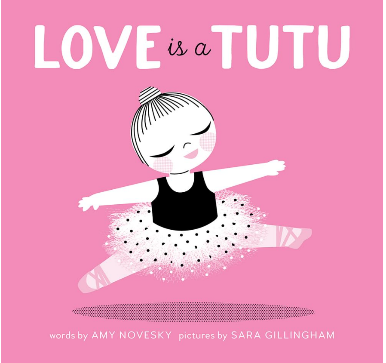 LOVE is a TUTU
words by AMY NOVESKY pictures by SARA GILLINGHAM